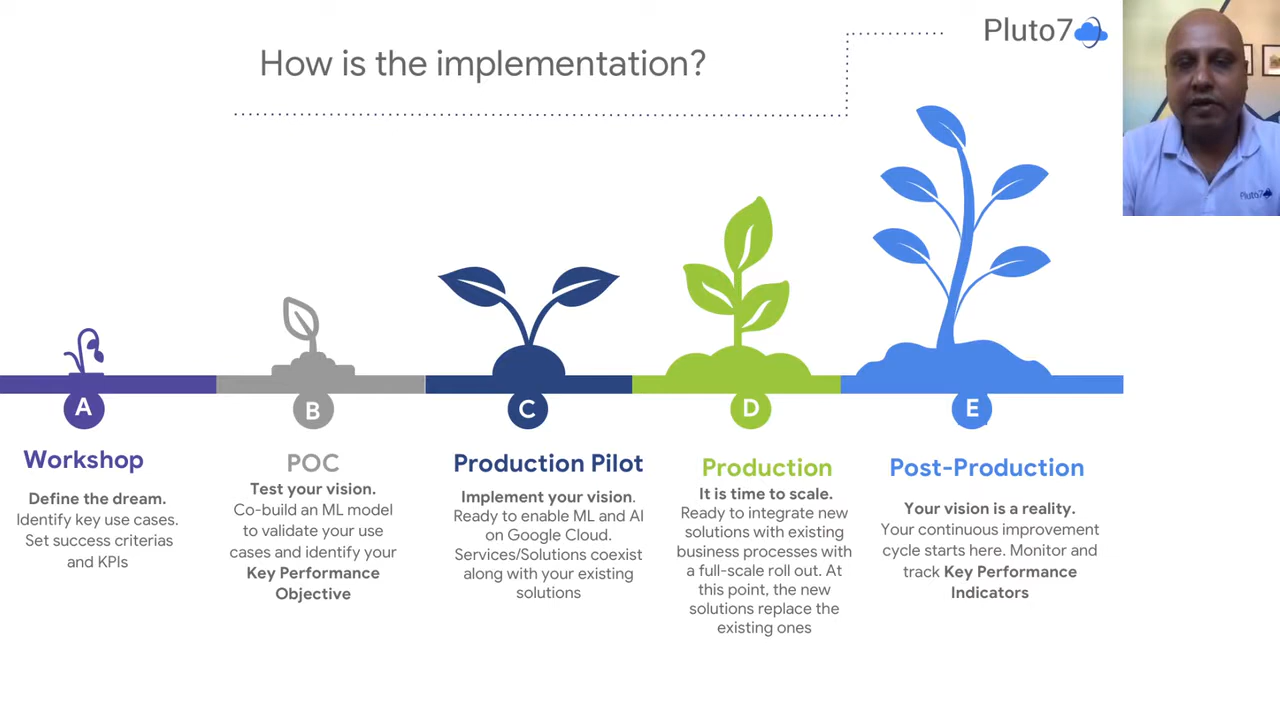 How is the implementation?
Pluto7
Pluto7
A
Workshop
Define the dream.
Identify key use cases.
Set success criterias
and KPIs
B
POC
Test your vision.
Co-build an ML model
to validate your use
cases and identify your
Key Performance
Objective
C
Production Pilot
Implement your vision.
Ready to enable ML and AI
on Google Cloud.
Services/Solutions coexist
along with your existing
solutions
D
Production
It is time to scale.
Ready to integrate new
solutions with existing
business processes with
a full-scale roll out. At
this point, the new
solutions replace the
existing ones
E
Post-Production
Your vision is a reality.
Your continuous improvement
cycle starts here. Monitor and
track Key Performance
Indicators